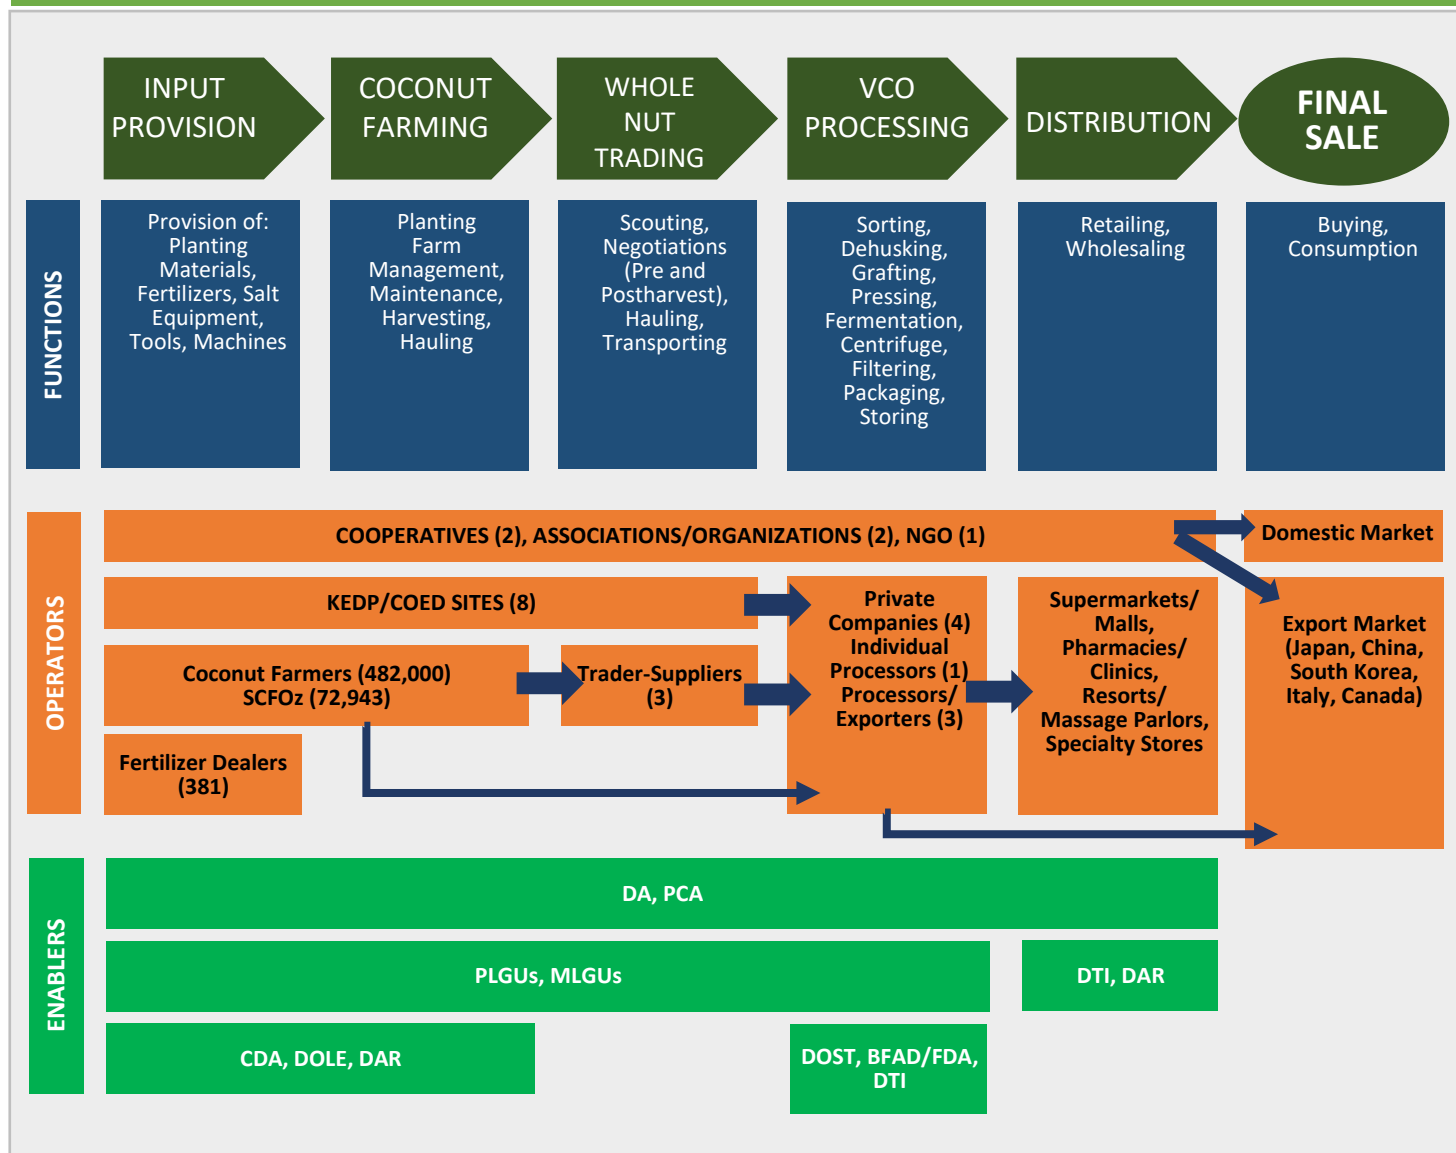 INPUT
PROVISION
COCONUT
FARMING
WHOLE
NUT
TRADING
VCO
PROCESSING
DISTRIBUTION
FINAL
SALE
FUNCTIONS
Provision of:
Planting
Materials,
Fertilizers, Salt
Equipment,
Tools, Machines
Planting
Farm
Management,
Maintenance,
Harvesting,
Hauling
Scouting,
Negotiations
(Pre and
Postharvest),
Hauling,
Transporting
Sorting,
Dehusking,
Grafting,
Pressing,
Fermentation,
Centrifuge,
Filtering,
Packaging,
Storing
Retailing,
Wholesaling
Buying,
Consumption
OPERATORS
COOPERATIVES (2), ASSOCIATIONS/ORGANIZATIONS (2), NGO (1)
Domestic Market
KEDP/COED SITES (8)
Coconut Farmers (482,000)
SCFOz (72,943)
Trader-Suppliers
(3)
Fertilizer Dealers
(381)
Private
Companies (4)
Individual
Processors (1)
Processors/
Exporters (3)
Supermarkets/
Malls,
Pharmacies/
Clinics,
Resorts/
Massage Parlors,
Specialty Stores
Export Market
(Japan, China,
South Korea,
Italy, Canada)
ENABLERS
DA, PCA
PLGUs, MLGUs
DTI, DAR
CDA, DOLE, DAR
DOST, BFAD/FDA,
DTI